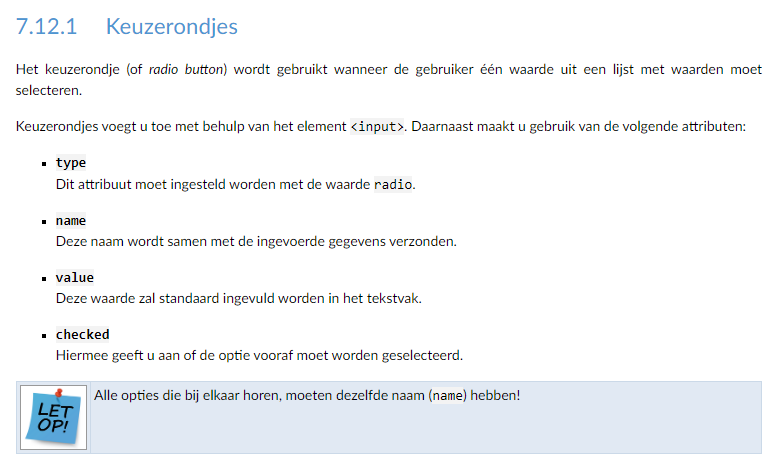 7.12.1 Keuzerondjes
Het keuzerondje (of radio button) wordt gebruikt wanneer de gebruiker één waarde uit een lijst met waarden moet
selecteren.
Keuzerondjes voegt u toe met behulp van het element <input>. Daarnaast maakt u gebruik van de volgende attributen:
▪ type
Dit attribuut moet ingesteld worden met de waarde radio.
▪ name
Deze naam wordt samen met de ingevoerde gegevens verzonden.
▪ value
Deze waarde zal standaard ingevuld worden in het tekstvak.
▪ checked
Hiermee geeft u aan of de optie vooraf moet worden geselecteerd.
LET
OP!
Alle opties die bij elkaar horen, moeten dezelfde naam (name) hebben!